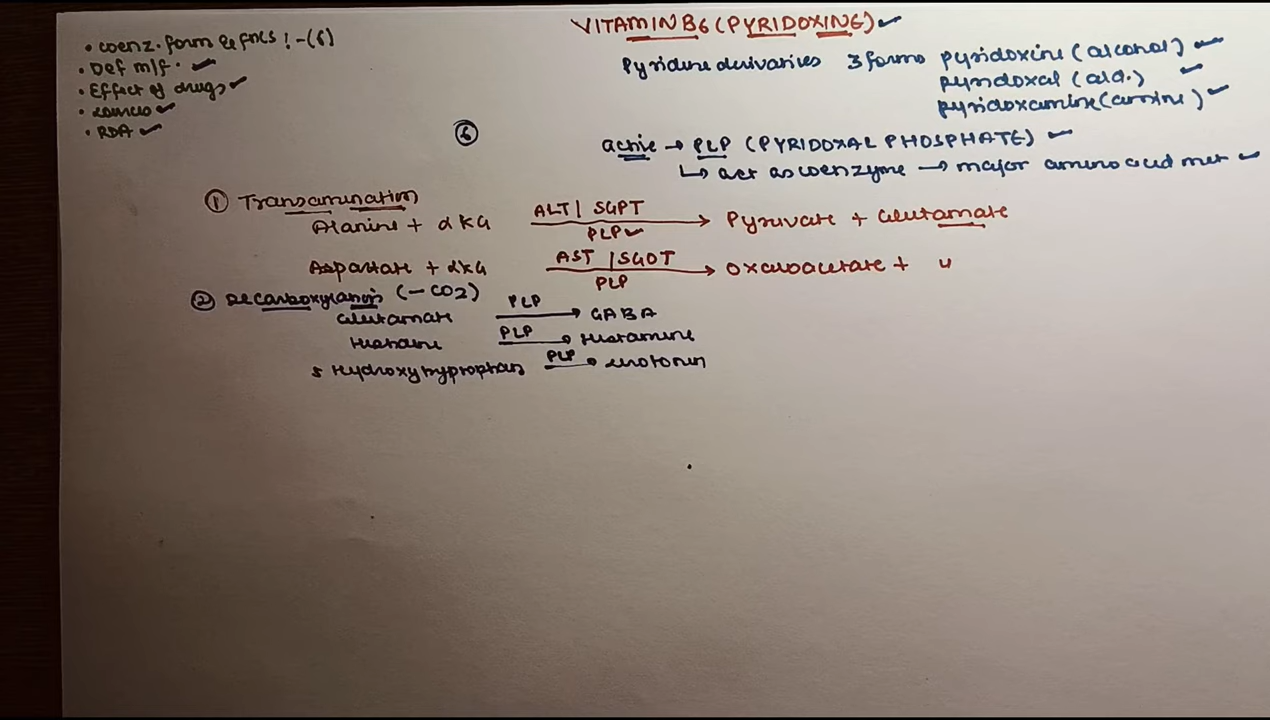 VITAMIN B6 (PYRIDOXINE)
• coenz. form & fncs :- (6)
• Def m/f.
• Effect of drugs
• sources
• RDA
Pyridine derivatives 3 forms pyridoxine (alcohol)
pyridoxal (ald.)
pyridoxamine (amine)
6
active → PLP (PYRIDOXAL PHOSPHATE)
↳ act as coenzyme → major amino acid met
① Transamination
Alanine + αKG ALT | SGPT PLP → Pyruvate + Glutamate
Aspartate + αKG AST | SGOT PLP → Oxaloacetate + "
② Decarboxylation (–CO2)
Glutamate PLP → GABA
Histidine PLP → Histamine
5 Hydroxytryptophan PLP → serotonin